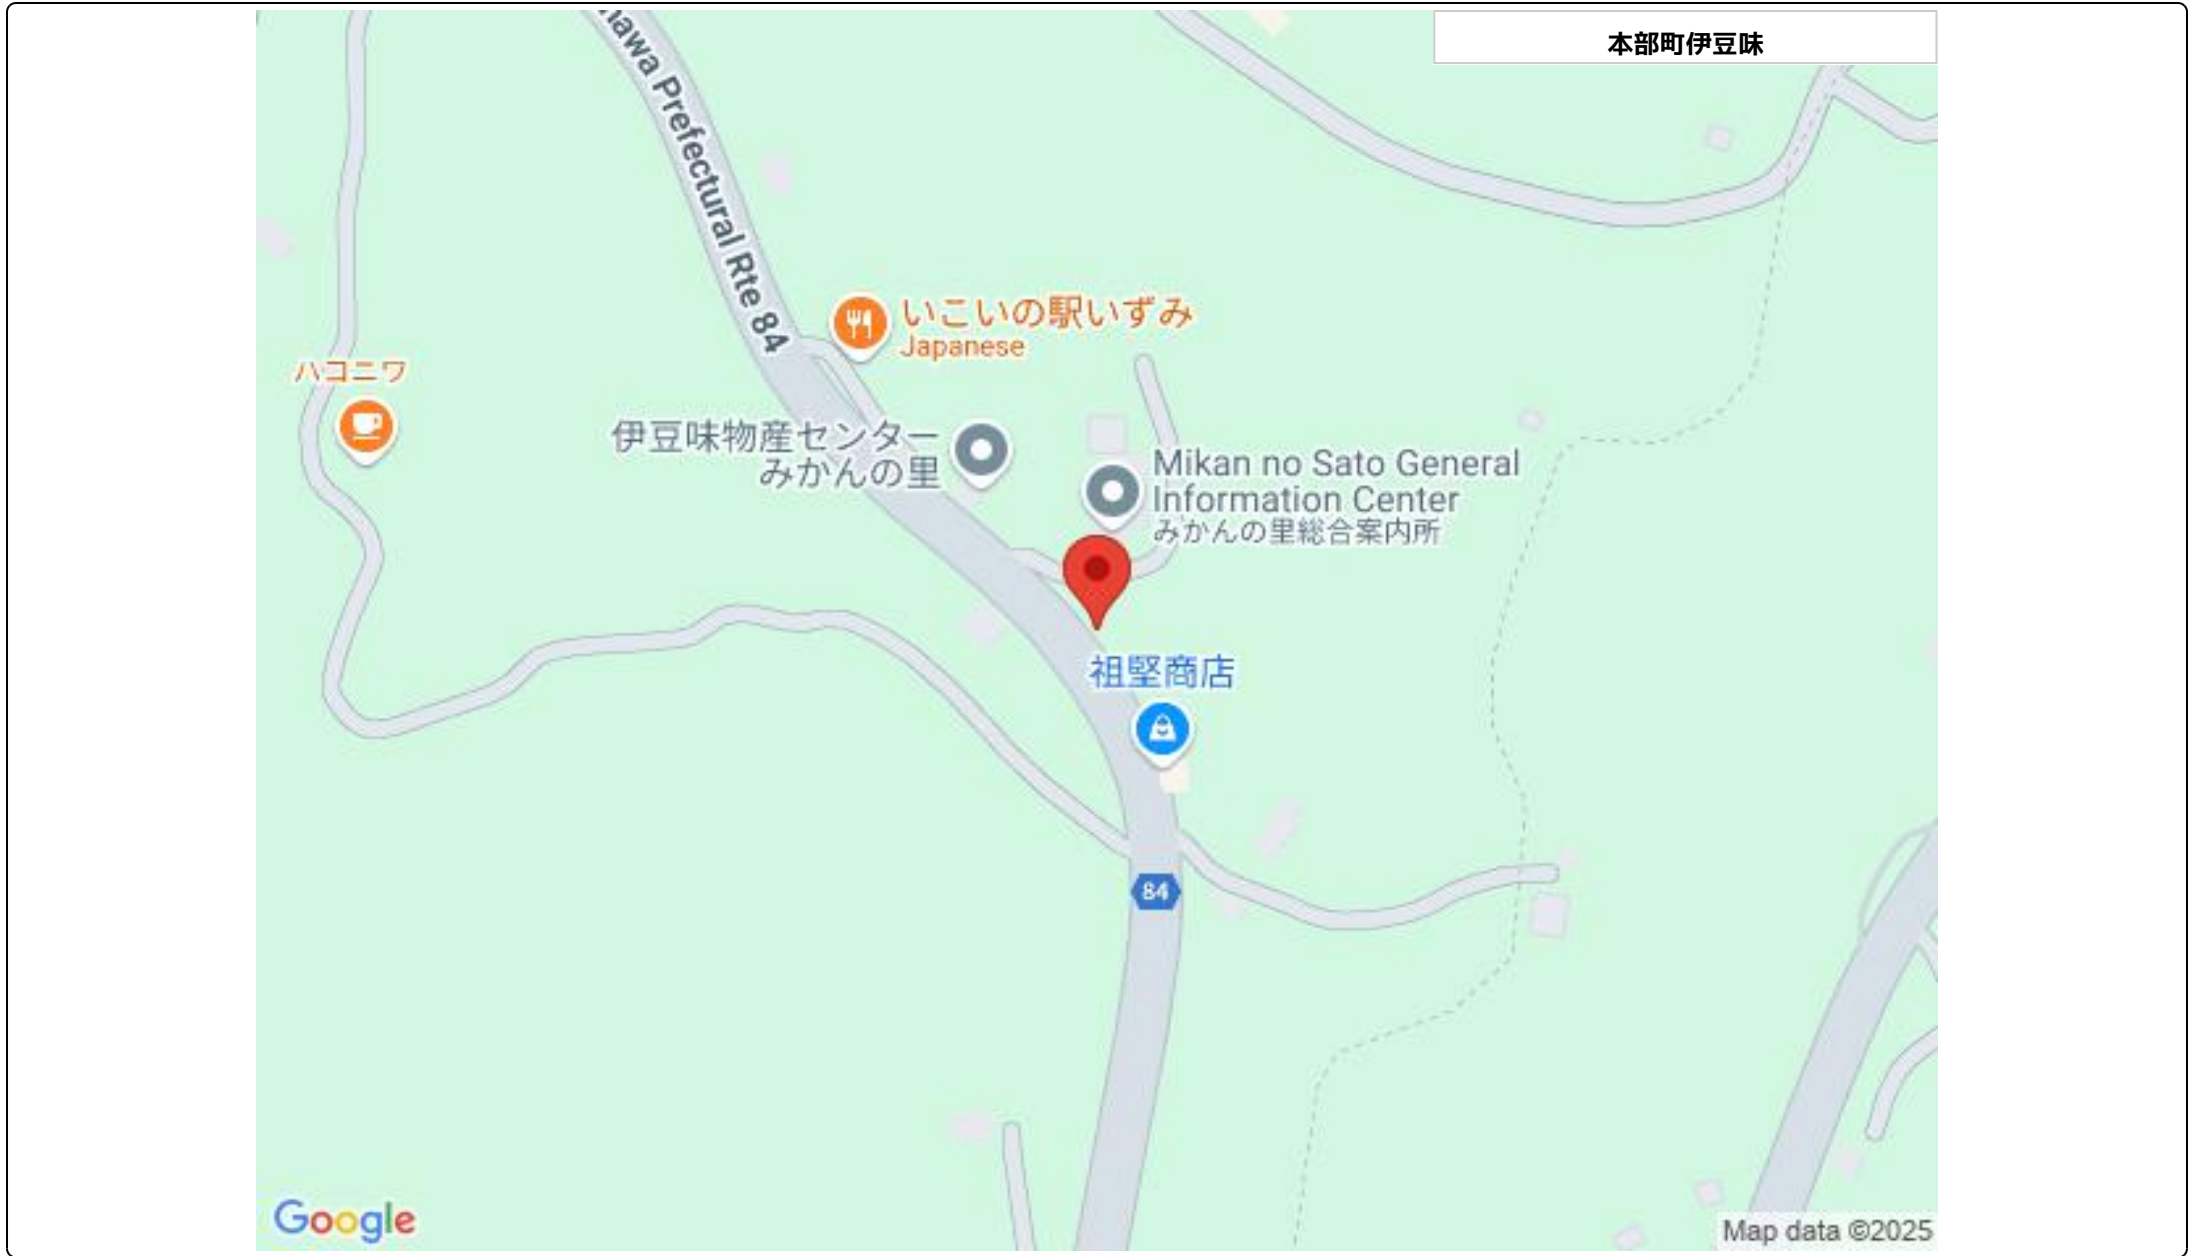 本部町伊豆味
Prefectural Rte 84
いこいの駅いずみ
Japanese
ハコニワ
伊豆味物産センター
みかんの里
Mikan no Sato General
Information Center
みかんの里総合案内所
祖堅商店
84
Google
Map data ©2025